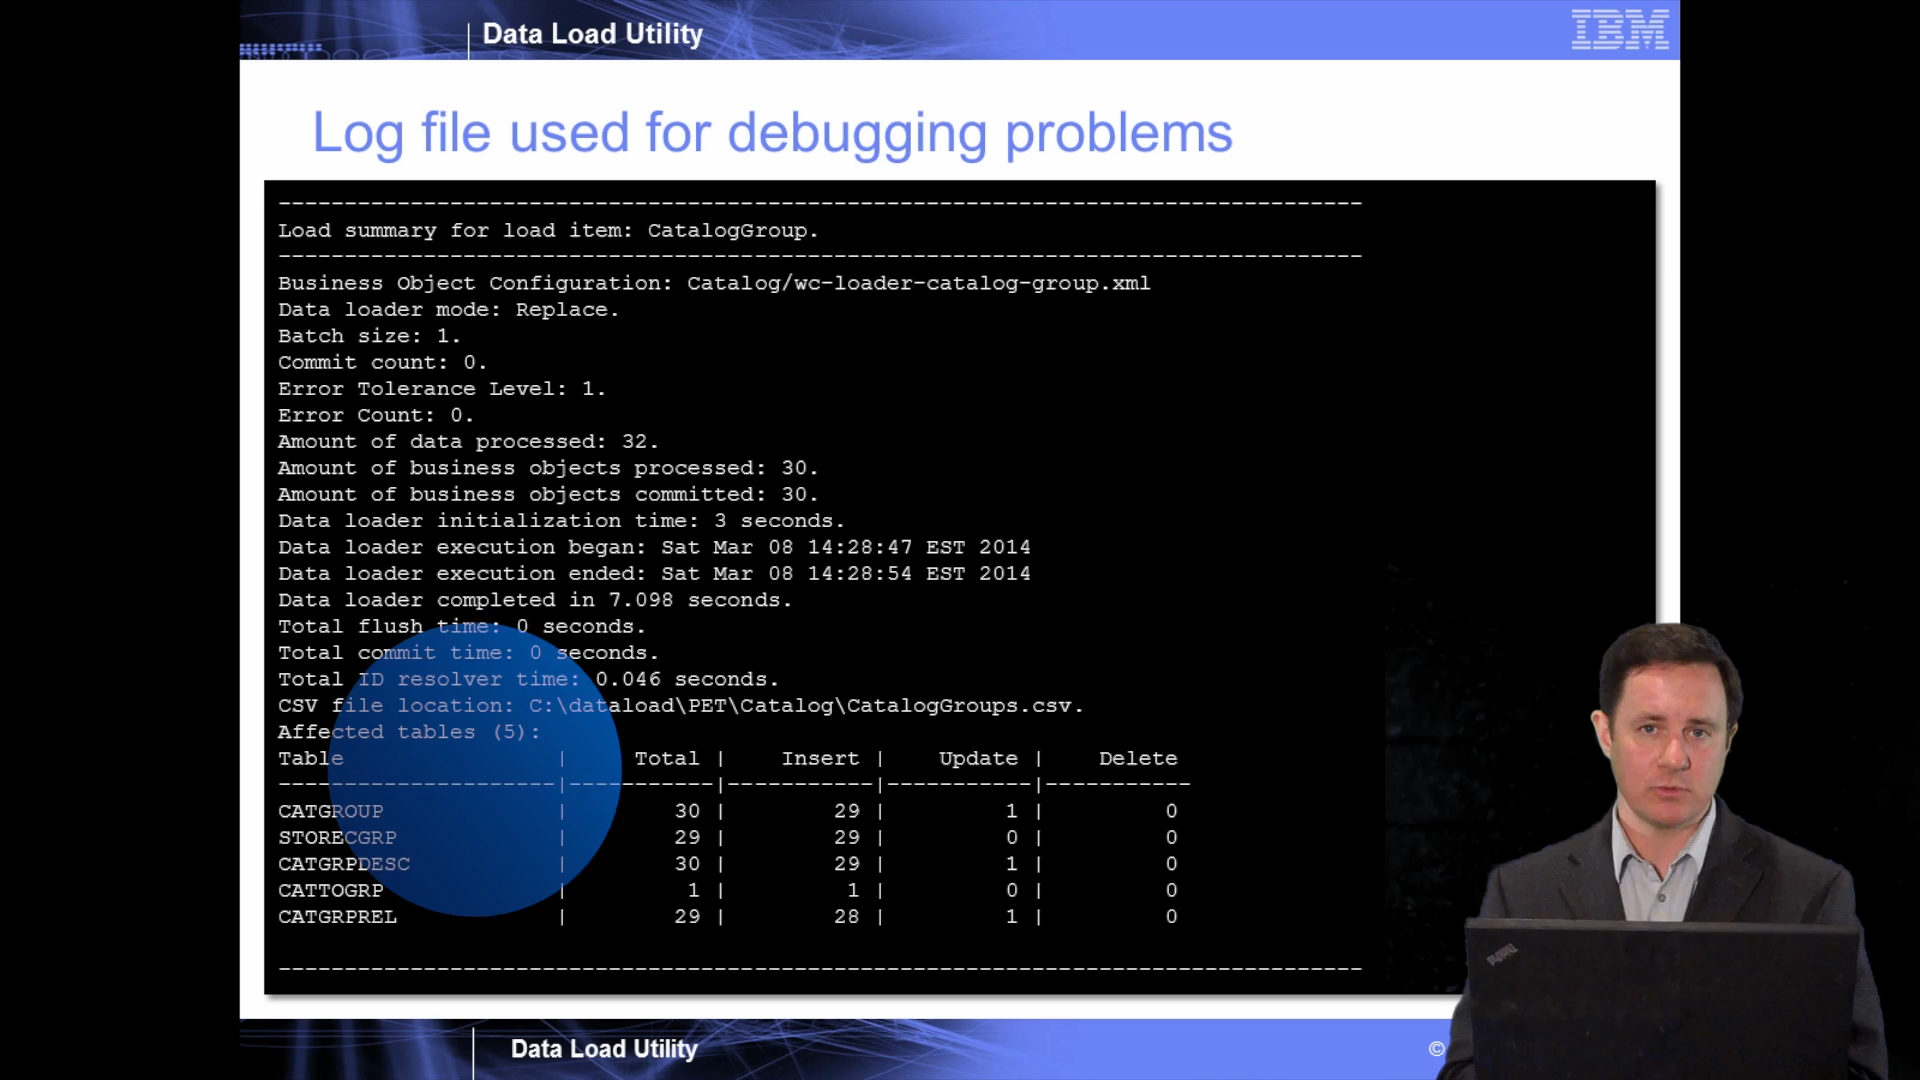 Data Load Utility
IBM
Log file used for debugging problems
----------------------------------------------------------------------------------
Load summary for load item: CatalogGroup.
----------------------------------------------------------------------------------
Business Object Configuration: Catalog/wc-loader-catalog-group.xml
Data loader mode: Replace.
Batch size: 1.
Commit count: 0.
Error Tolerance Level: 1.
Error Count: 0.
Amount of data processed: 32.
Amount of business objects processed: 30.
Amount of business objects committed: 30.
Data loader initialization time: 3 seconds.
Data loader execution began: Sat Mar 08 14:28:47 EST 2014
Data loader execution ended: Sat Mar 08 14:28:54 EST 2014
Data loader completed in 7.098 seconds.
Total flush time: 0 seconds.
Total commit time: 0 seconds.
Total ID resolver time: 0.046 seconds.
CSV file location: C:\dataload\PET\Catalog\CatalogGroups.csv.
Affected tables (5):
Table | Total | Insert | Update | Delete
---------------------|-----------|-----------|-----------|-----------
CATGROUP | 30 | 29 | 1 | 0
STORECGRP | 29 | 29 | 0 | 0
CATGRPDESC | 30 | 29 | 1 | 0
CATTOGRP | 1 | 1 | 0 | 0
CATGRPREL | 29 | 28 | 1 | 0
----------------------------------------------------------------------------------
Data Load Utility
©